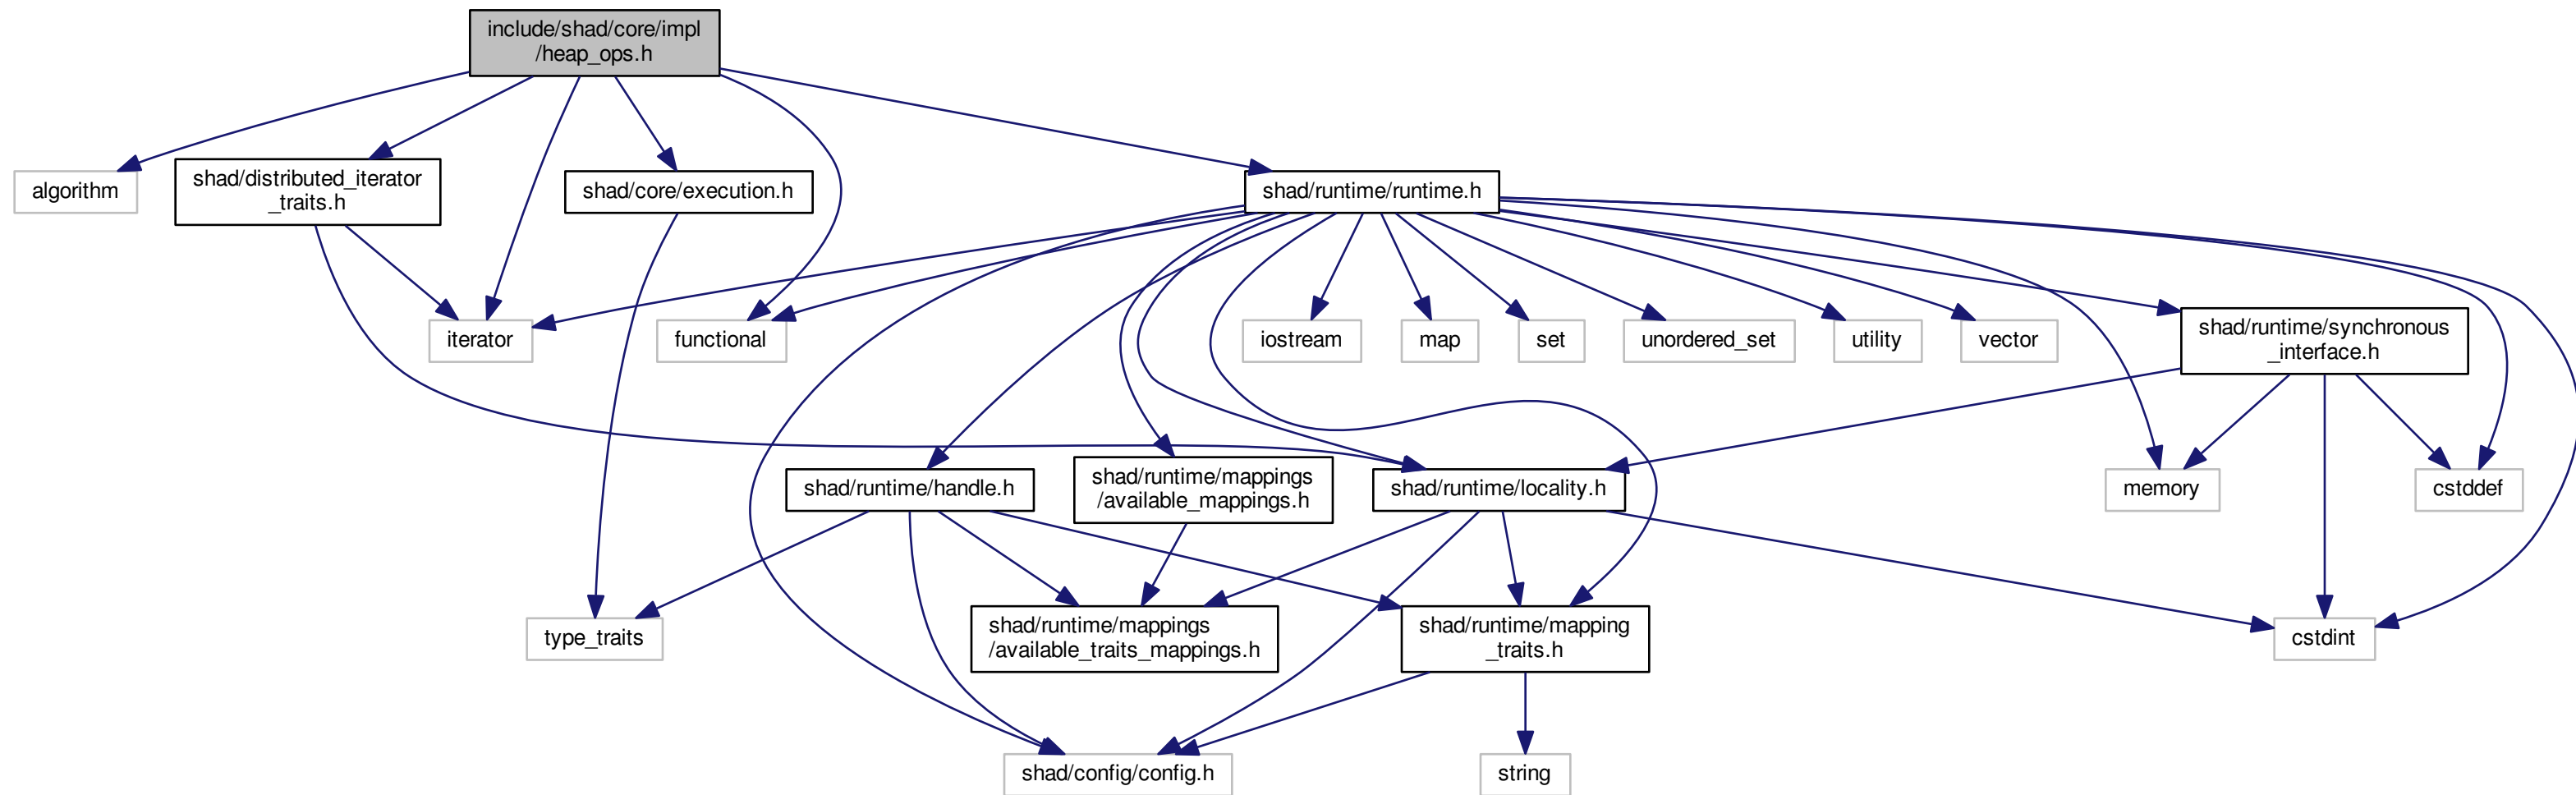 include/shad/core/impl
/heap_ops.h
algorithm
shad/distributed_iterator
_traits.h
shad/core/execution.h
shad/runtime/runtime.h
iterator
functional
iostream
map
set
unordered_set
utility
vector
shad/runtime/synchronous
_interface.h
shad/runtime/handle.h
shad/runtime/mappings
/available_mappings.h
shad/runtime/locality.h
memory
cstddef
type_traits
shad/runtime/mappings
/available_traits_mappings.h
shad/runtime/mapping
_traits.h
cstdint
shad/config/config.h
string